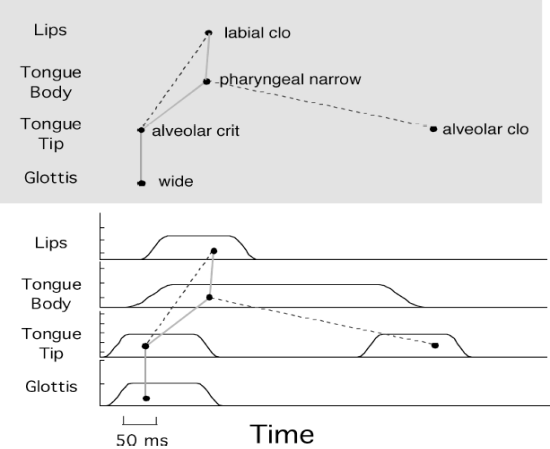 Lips
labial clo
Tongue
Body
pharyngeal narrow
Tongue
Tip
alveolar crit
alveolar clo
Glottis
wide
Lips
Tongue
Body
Tongue
Tip
Glottis
50 ms
Time